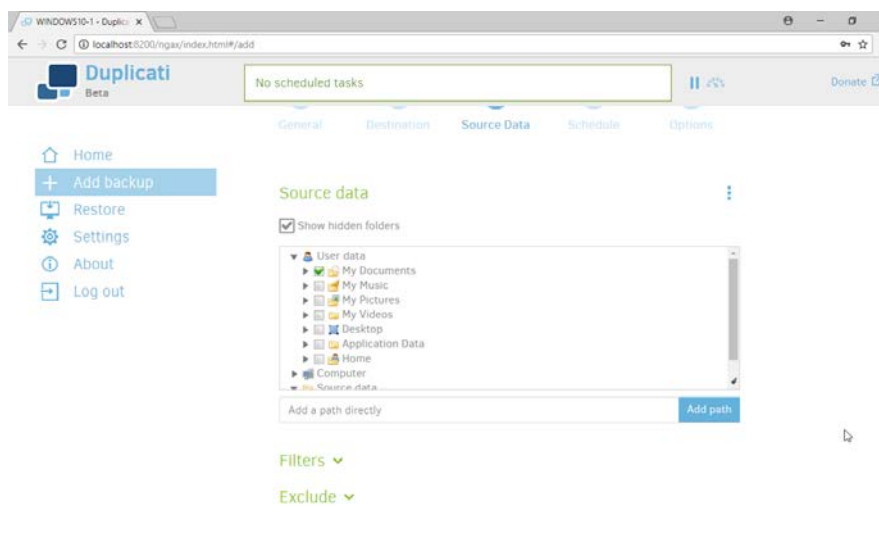 WINDOWS10-1 - Duplic
localhost:8200/ngax/index.html#/add
Duplicati
Beta
No scheduled tasks
Donate
General Destination Source Data Schedule Options
Home
Add backup
Restore
Settings
About
Log out
Source data
Show hidden folders
User data
My Documents
My Music
My Pictures
My Videos
Desktop
Application Data
Home
Computer
Source data
Add a path directly
Add path
Filters
Exclude